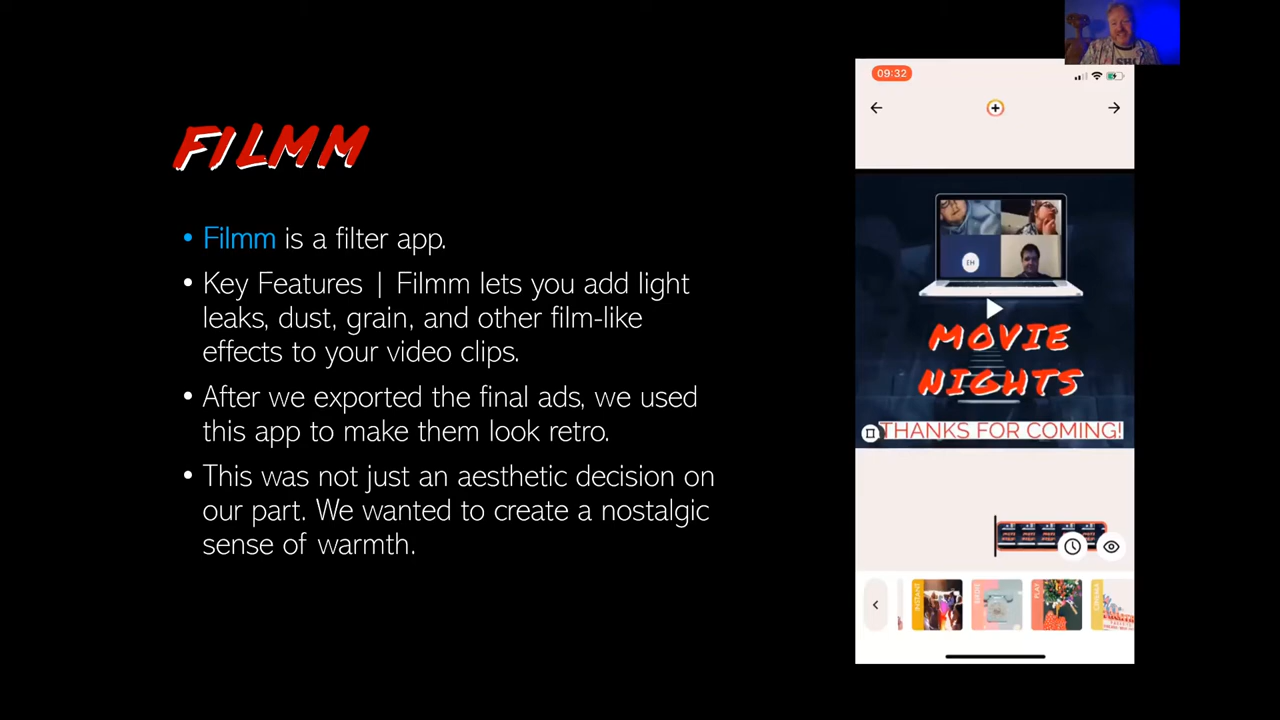 FILMM
• Filmm is a filter app.
• Key Features | Filmm lets you add light
leaks, dust, grain, and other film-like
effects to your video clips.
• After we exported the final ads, we used
this app to make them look retro.
• This was not just an aesthetic decision on
our part. We wanted to create a nostalgic
sense of warmth.
09:32
EH
MOVIE
NIGHTS
THANKS FOR COMING!
INSTANT
PLAY